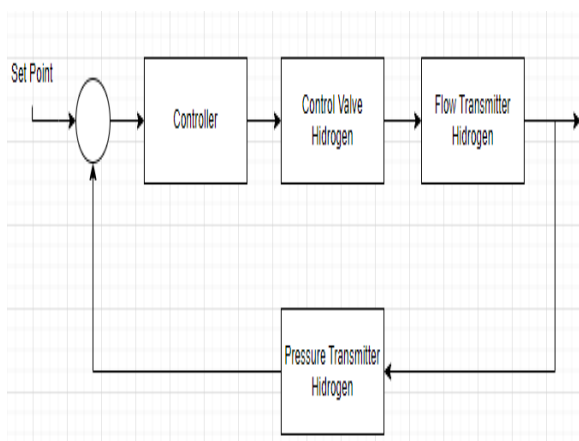 Set Point
Controller
Control Valve
Hidrogen
Flow Transmitter
Hidrogen
Pressure Transmitter
Hidrogen